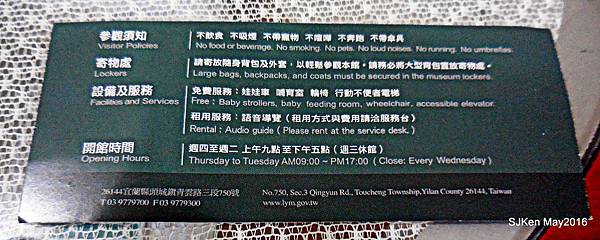 參觀須知 不飲食 不吸煙 不帶寵物 不喧嘩 不奔跑 不帶傘具
Visitor Policies No food or beverage. No smoking. No pets. No loud noises. No running. No umbrellas.
寄物處 請寄放隨身背包及外套,以輕鬆參觀本館,請務必將大型背包置放寄物處。
Lockers Large bags, backpacks, and coats must be secured in the museum lockers.
設備及服務 免費服務:娃娃車 哺育室 輪椅 行動不便者電梯
Facilities and Services Free:Baby strollers, baby feeding room, wheelchair, accessible elevator.
租用服務:語音導覽(租用方式與費用請洽服務台)
Rental:Audio guide(Please rent at the service desk.)
開館時間 週四至週二 上午九點至下午五點(週三休館)
Opening Hours Thursday to Tuesday AM09:00~PM17:00(Close: Every Wednesday)
26144宜蘭縣頭城鎮青雲路三段750號 No.750, Sec.3 Qingyun Rd., Toucheng Township,Yilan County 26144, Taiwan
T 03 9779700 F 03 9779300 www.lym.gov.tw
SJKen May2016